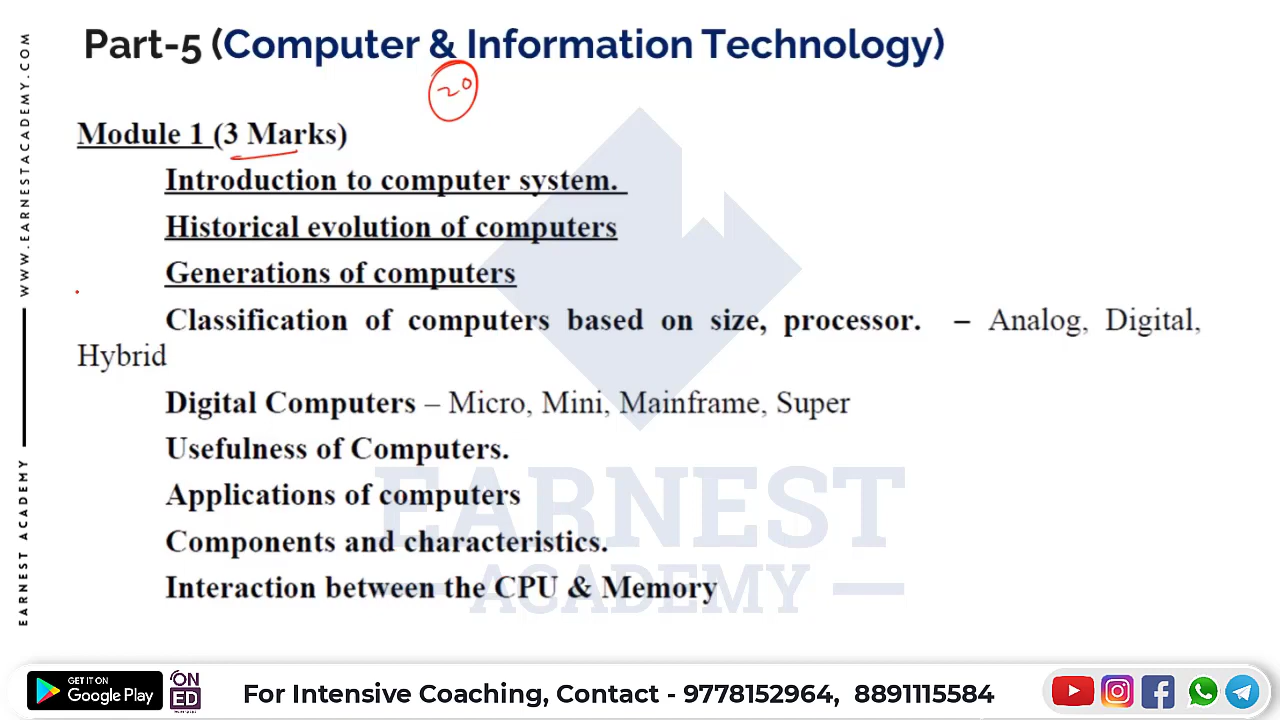 Part-5 (Computer & Information Technology)
20
Module 1 (3 Marks)
Introduction to computer system.
Historical evolution of computers
Generations of computers
Classification of computers based on size, processor. – Analog, Digital,
Hybrid
Digital Computers – Micro, Mini, Mainframe, Super
Usefulness of Computers.
Applications of computers
Components and characteristics.
Interaction between the CPU & Memory
EARNEST
ACADEMY
WWW.EARNESTACADEMY.COM
EARNEST ACADEMY
GET IT ON
Google Play
ON
ED
For Intensive Coaching, Contact - 9778152964, 8891115584